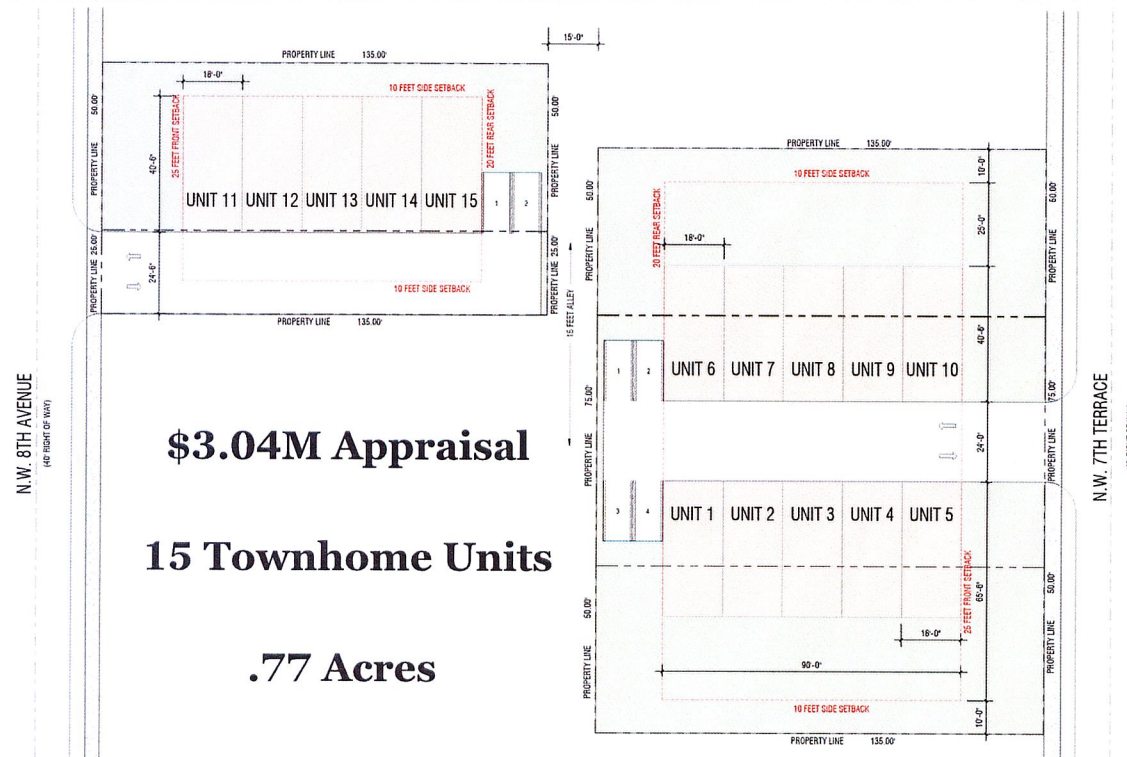 15'-0"
PROPERTY LINE 135.00'
18'-0"
10 FEET SIDE SETBACK
50.00'
PROPERTY LINE
25 FEET FRONT SETBACK
40'-6"
20 FEET REAR SETBACK
50.00'
PROPERTY LINE
UNIT 11 UNIT 12 UNIT 13 UNIT 14 UNIT 15
1 2
PROPERTY LINE 25.00'
24'-6"
10 FEET SIDE SETBACK
PROPERTY LINE 25.00'
PROPERTY LINE 135.00'
15 FEET ALLEY
N.W. 8TH AVENUE
(40' RIGHT OF WAY)
$3.04M Appraisal
15 Townhome Units
.77 Acres
PROPERTY LINE 135.00'
10 FEET SIDE SETBACK
10'-0"
50.00'
PROPERTY LINE
20 FEET REAR SETBACK
18'-0"
25'-0"
50.00'
PROPERTY LINE
40'-6"
1 2
UNIT 6 UNIT 7 UNIT 8 UNIT 9 UNIT 10
75.00'
PROPERTY LINE
24'-0"
75.00'
PROPERTY LINE
3 4
UNIT 1 UNIT 2 UNIT 3 UNIT 4 UNIT 5
25 FEET FRONT SETBACK
65'-6"
50.00'
PROPERTY LINE
18'-0"
90'-0"
50.00'
PROPERTY LINE
10 FEET SIDE SETBACK
10'-0"
PROPERTY LINE 135.00'
N.W. 7TH TERRACE